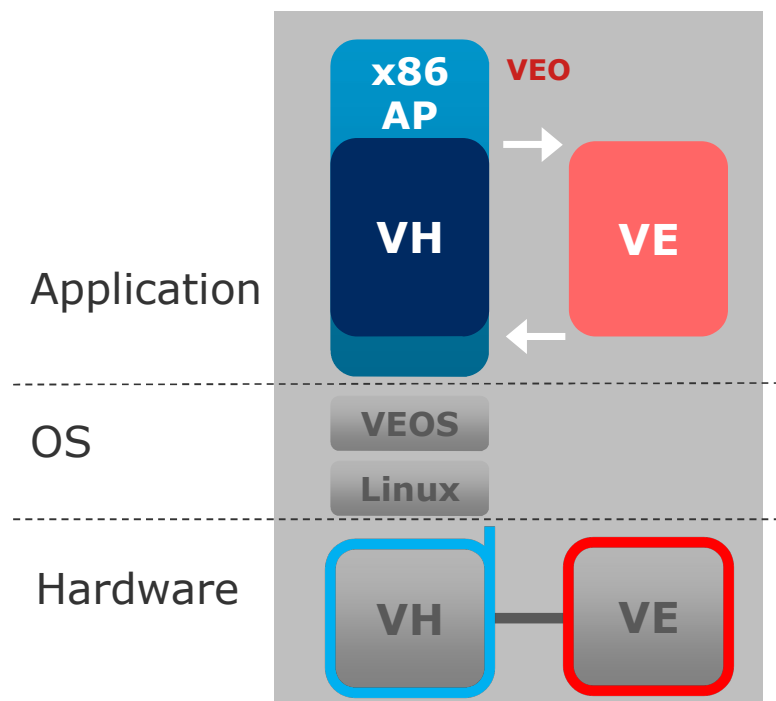 x86
AP
VEO
VH
VE
Application
VEOS
OS
Linux
Hardware
VH
VE